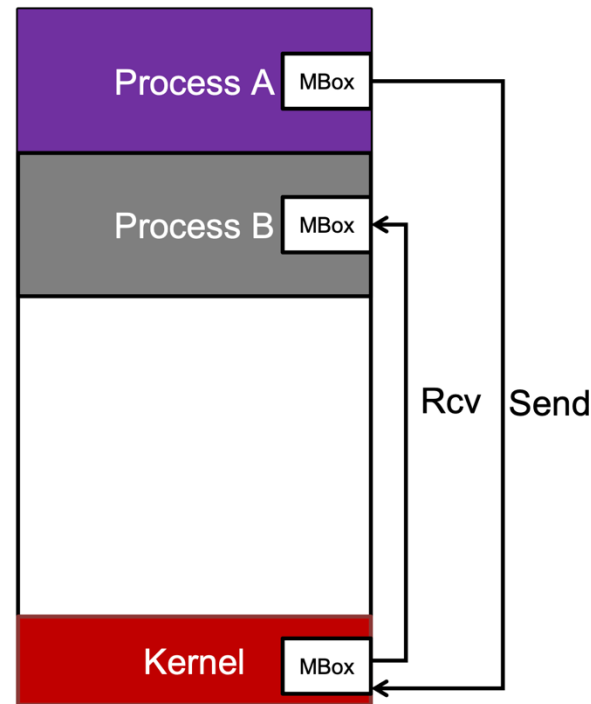 Process A
MBox
Process B
MBox
Rcv
Send
Kernel
MBox